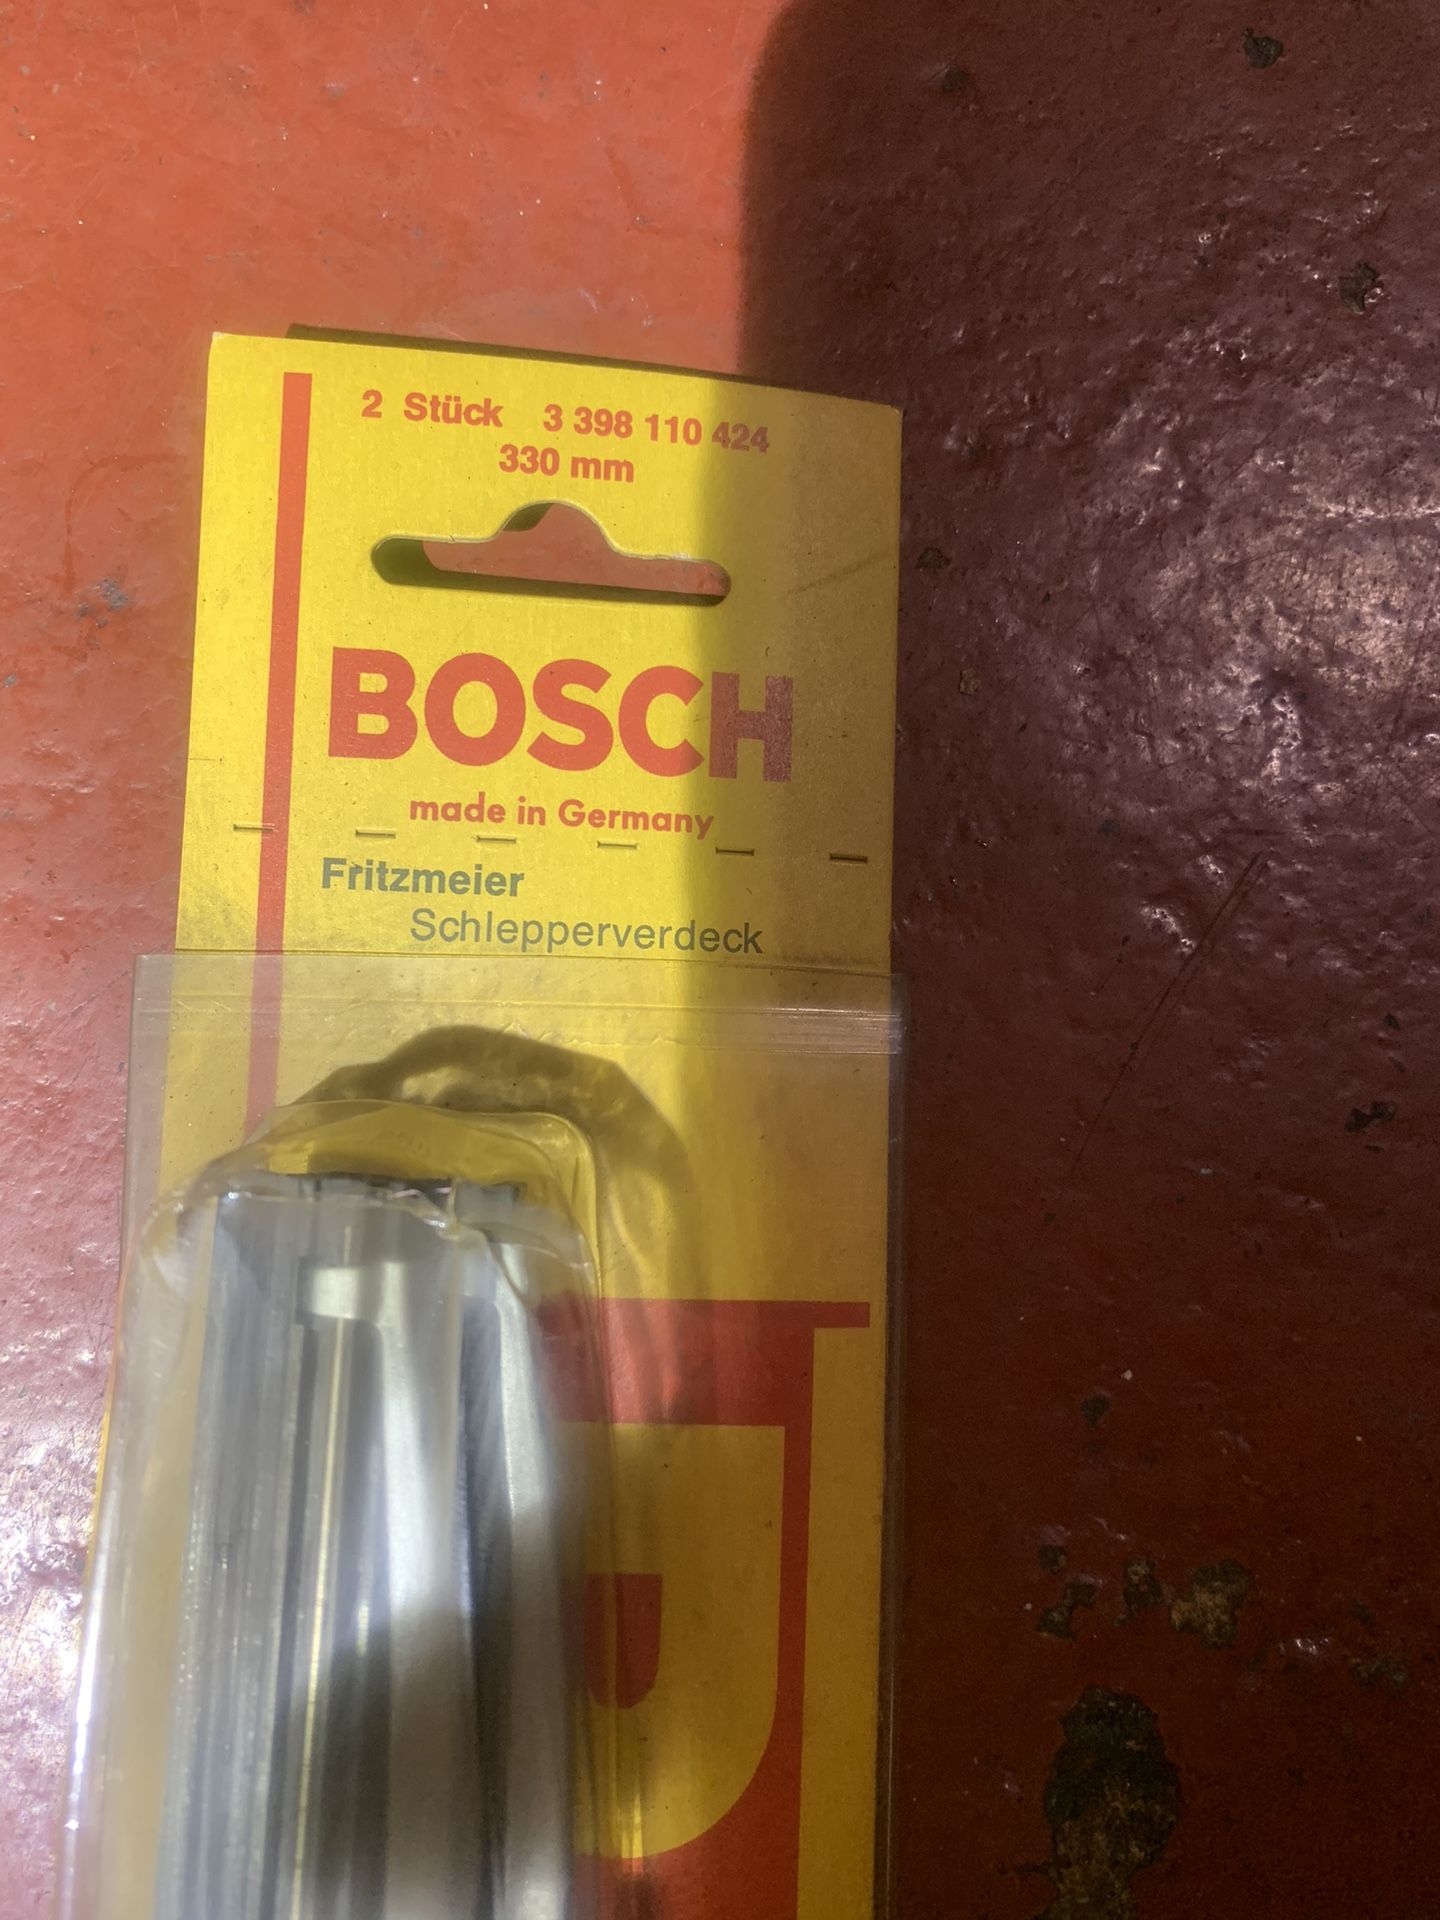 2 Stück 3 398 110 424
330 mm
BOSCH
made in Germany
Fritzmeier
Schlepperverdeck